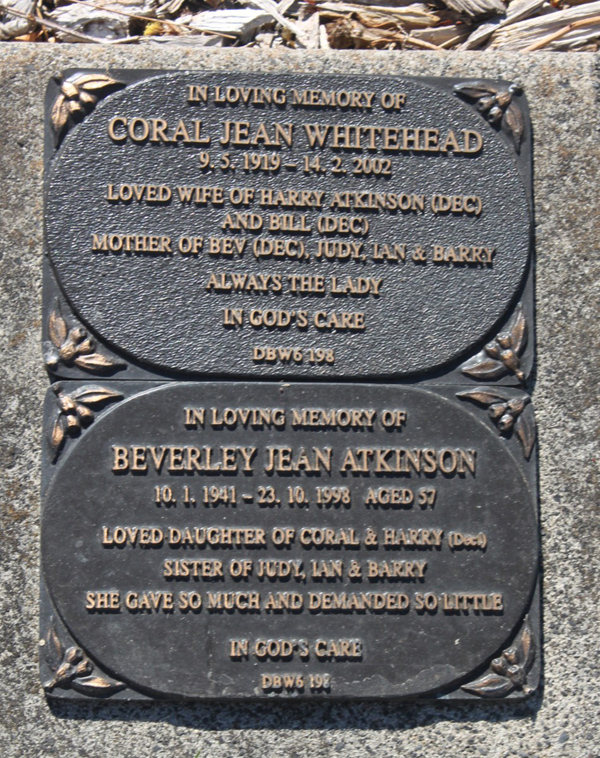 IN LOVING MEMORY OF
CORAL JEAN WHITEHEAD
9. 5. 1919 – 14. 2. 2002
LOVED WIFE OF HARRY ATKINSON (DEC)
AND BILL (DEC)
MOTHER OF BEV (DEC), JUDY, IAN & BARRY
ALWAYS THE LADY
IN GOD'S CARE
DBW6 198
IN LOVING MEMORY OF
BEVERLEY JEAN ATKINSON
10. 1. 1941 – 23. 10. 1998 AGED 57
LOVED DAUGHTER OF CORAL & HARRY (Dec'd)
SISTER OF JUDY, IAN & BARRY
SHE GAVE SO MUCH AND DEMANDED SO LITTLE
IN GOD'S CARE
DBW6 198